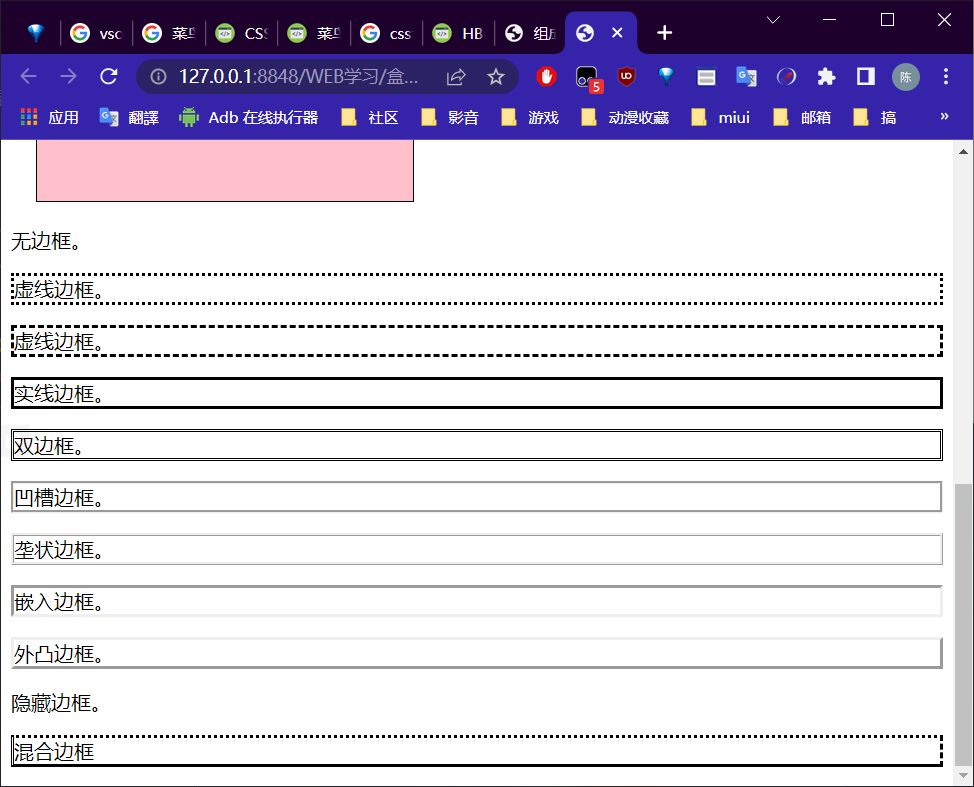 vsc
菜
CSS
菜
css
HB
组成
127.0.0.1:8848/WEB学习/盒...
5
陈
应用
翻譯
Adb 在线执行器
社区
影音
游戏
动漫收藏
miui
邮箱
搞
»
无边框。
虚线边框。
虚线边框。
实线边框。
双边框。
凹槽边框。
垄状边框。
嵌入边框。
外凸边框。
隐藏边框。
混合边框